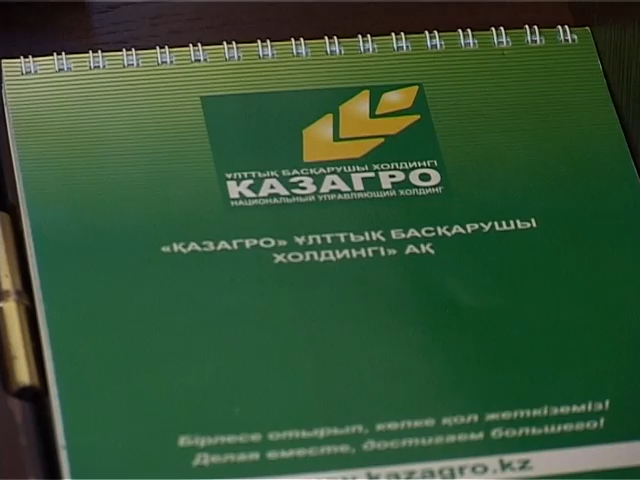 ҰЛТТЫҚ БАСҚАРУШЫ ХОЛДИНГІ
КАЗАГРО
НАЦИОНАЛЬНЫЙ УПРАВЛЯЮЩИЙ ХОЛДИНГ
«ҚАЗАГРО» ҰЛТТЫҚ БАСҚАРУШЫ
ХОЛДИНГІ» АҚ
Бірлесе отырып, көпке қол жеткіземіз!
Делая вместе, достигаем большего!
kazagro.kz